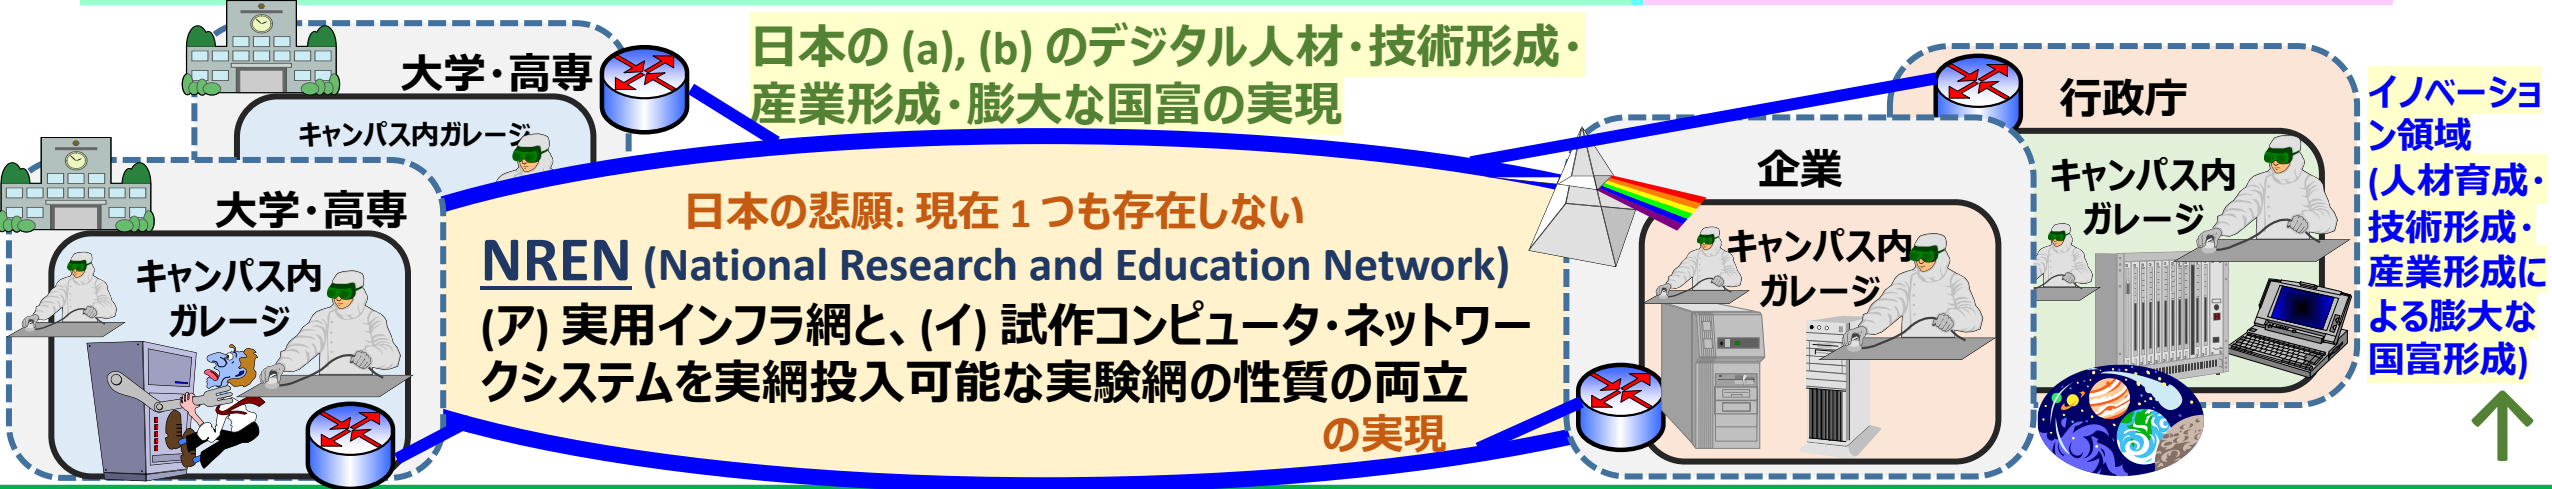 日本の (a), (b) のデジタル人材・技術形成・
産業形成・膨大な国富の実現
大学・高専
キャンパス内ガレージ
大学・高専
キャンパス内
ガレージ
日本の悲願: 現在 1 つも存在しない
NREN (National Research and Education Network)
(ア) 実用インフラ網と、(イ) 試作コンピュータ・ネットワー
クシステムを実網投入可能な実験網の性質の両立
の実現
企業
キャンパス内
ガレージ
行政庁
キャンパス内
ガレージ
イノベーショ
ン領域
(人材育成・
技術形成・
産業形成に
よる膨大な
国富形成)